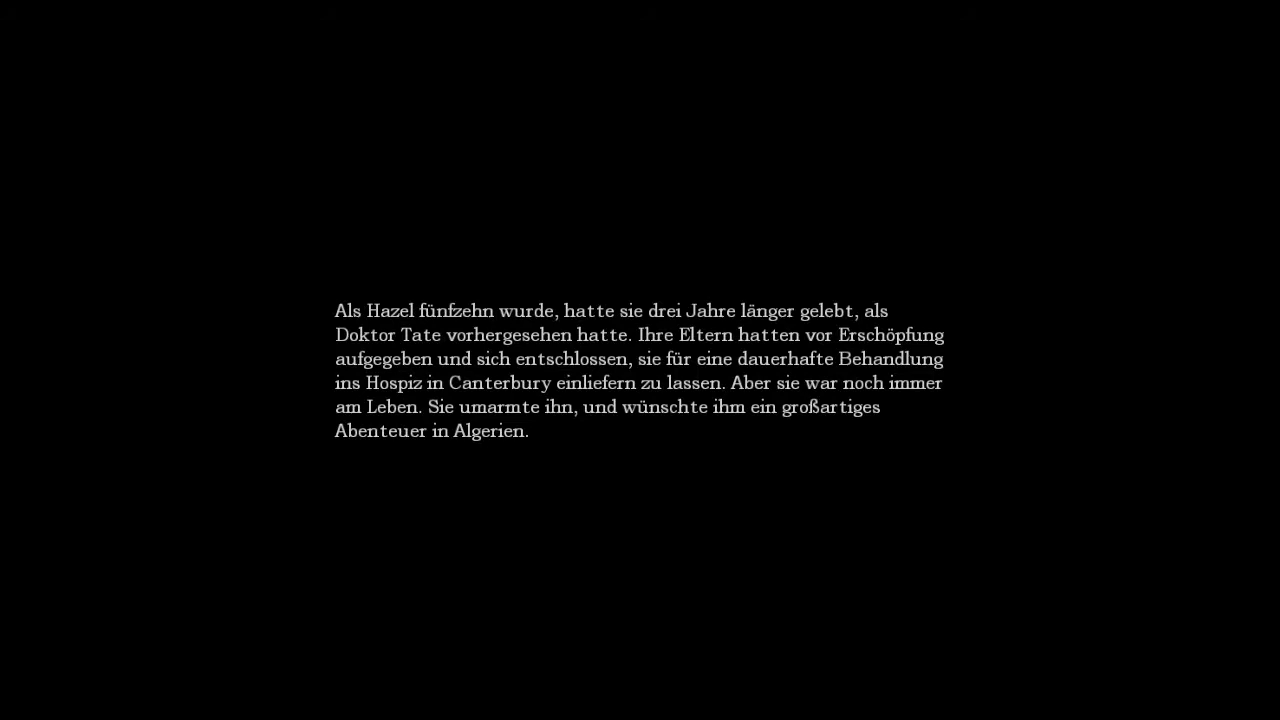 Als Hazel fünfzehn wurde, hatte sie drei Jahre länger gelebt, als
Doktor Tate vorhergesehen hatte. Ihre Eltern hatten vor Erschöpfung
aufgegeben und sich entschlossen, sie für eine dauerhafte Behandlung
ins Hospiz in Canterbury einliefern zu lassen. Aber sie war noch immer
am Leben. Sie umarmte ihn, und wünschte ihm ein großartiges
Abenteuer in Algerien.